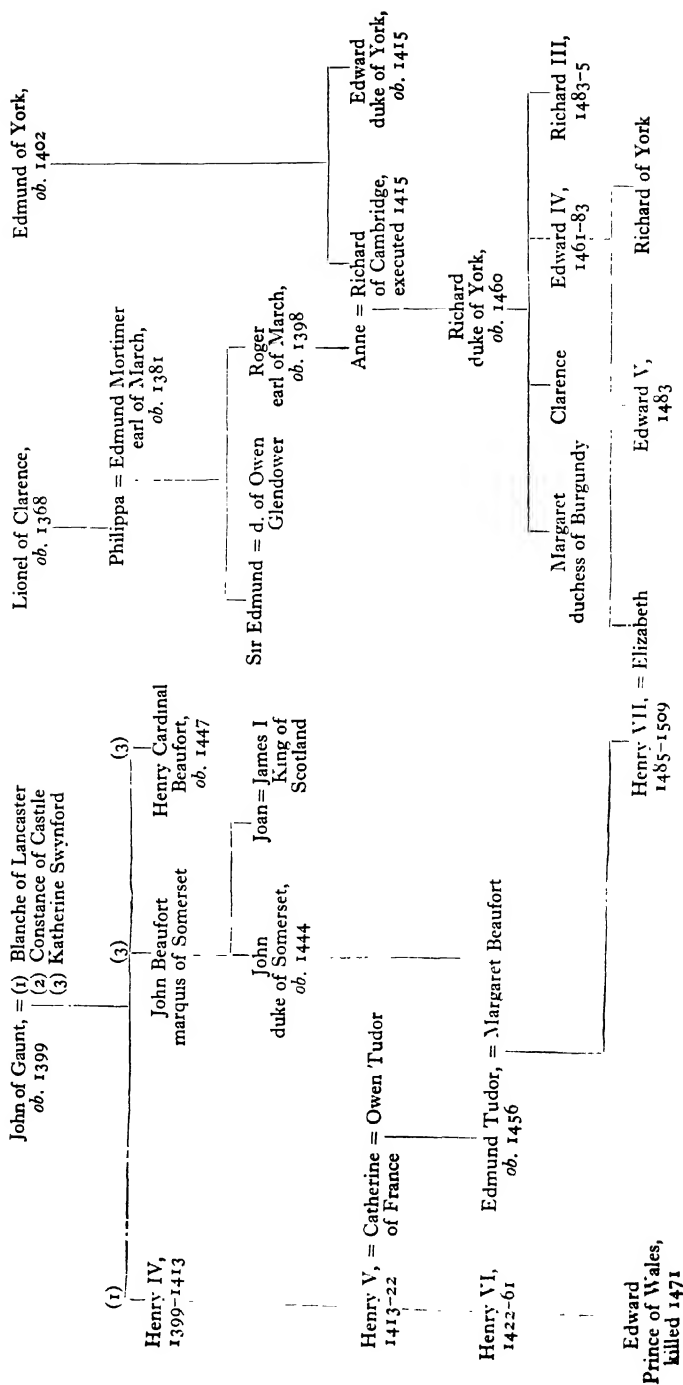 John of Gaunt, = (1) Blanche of Lancaster
ob. 1399
(2) Constance of Castile
(3) Katherine Swynford
Lionel of Clarence,
ob. 1368
Edmund of York,
ob. 1402
Philippa = Edmund Mortimer
earl of March,
ob. 1381
(1)
(3)
(3)
Henry IV,
1399-1413
John Beaufort
marquis of Somerset
Henry Cardinal
Beaufort,
ob. 1447
John
duke of Somerset,
ob. 1444
Joan = James I
King of
Scotland
Sir Edmund = d. of Owen
Glendower
Roger
earl of March,
ob. 1398
Anne = Richard
of Cambridge,
executed 1415
Edward
duke of York,
ob. 1415
Henry V, = Catherine = Owen Tudor
1413-22
of France
Richard
duke of York,
ob. 1460
Henry VI,
1422-61
Edmund Tudor, = Margaret Beaufort
ob. 1456
Margaret
duchess of Burgundy
Clarence
Edward IV,
1461-83
Richard III,
1483-5
Edward
Prince of Wales,
killed 1471
Henry VII, = Elizabeth
1485-1509
Edward V,
1483
Richard of York